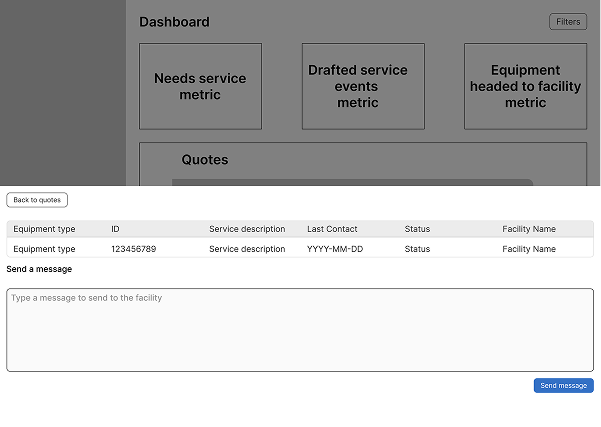 Dashboard
Filters
Needs service
metric
Drafted service
events
metric
Equipment
headed to facility
metric
Quotes
Back to quotes
Equipment type ID Service description Last Contact Status Facility Name
Equipment type 123456789 Service description YYYY-MM-DD Status Facility Name
Send a message
Type a message to send to the facility
Send message